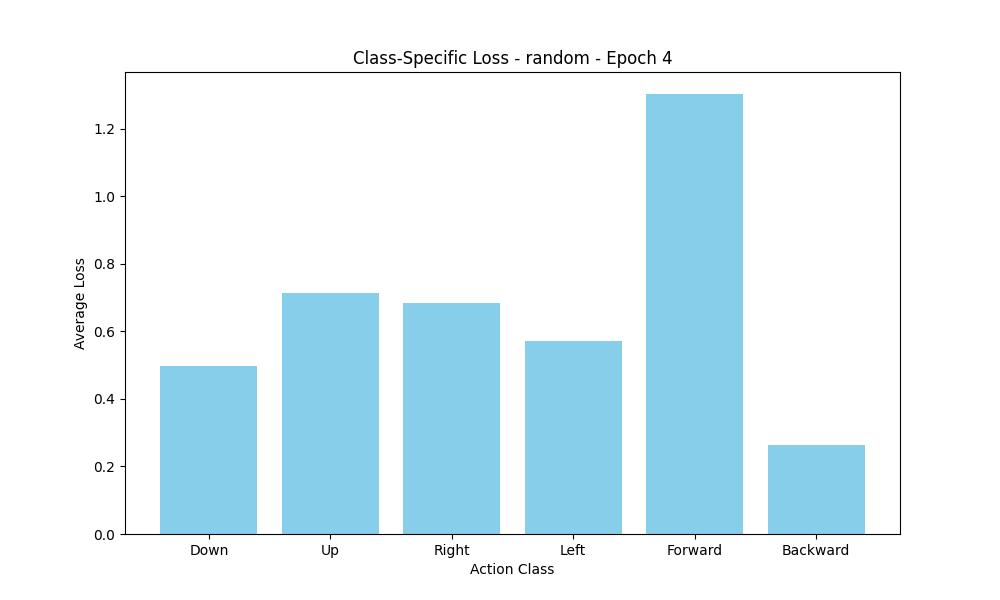 Class-Specific Loss - random - Epoch 4
Average Loss
1.2
1.0
0.8
0.6
0.4
0.2
0.0
Down Up Right Left Forward Backward
Action Class